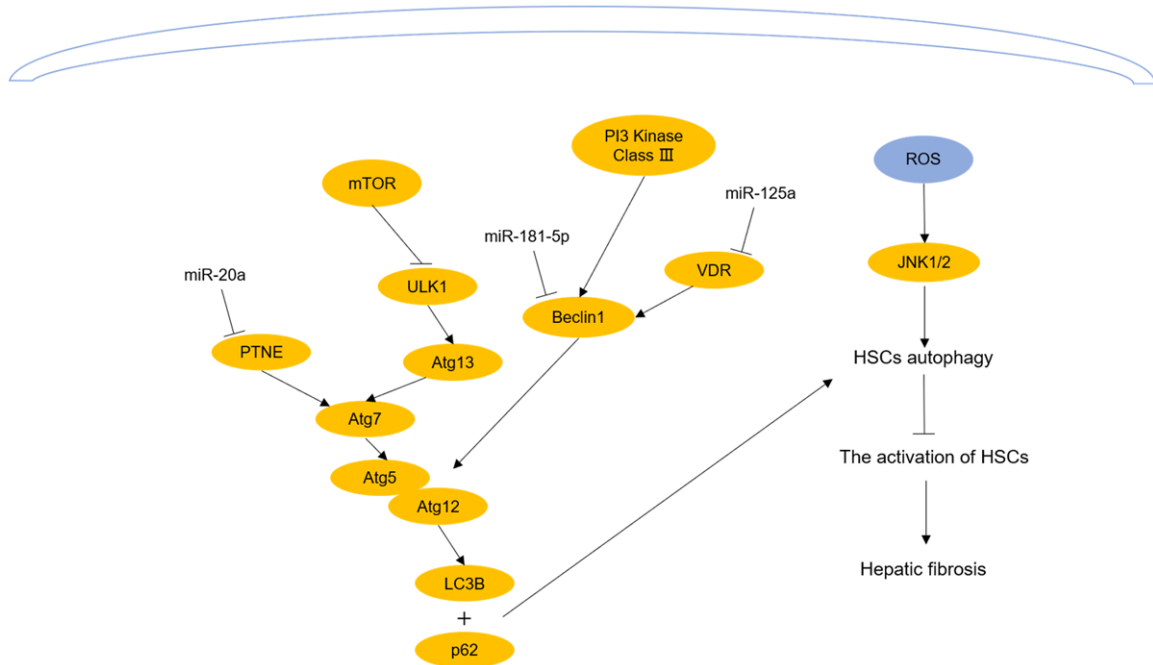 PI3 Kinase
Class Ⅲ
ROS
mTOR
miR-125a
miR-181-5p
VDR
JNK1/2
miR-20a
ULK1
Beclin1
PTNE
Atg13
HSCs autophagy
Atg7
The activation of HSCs
Atg5
Atg12
Hepatic fibrosis
LC3B
+
p62